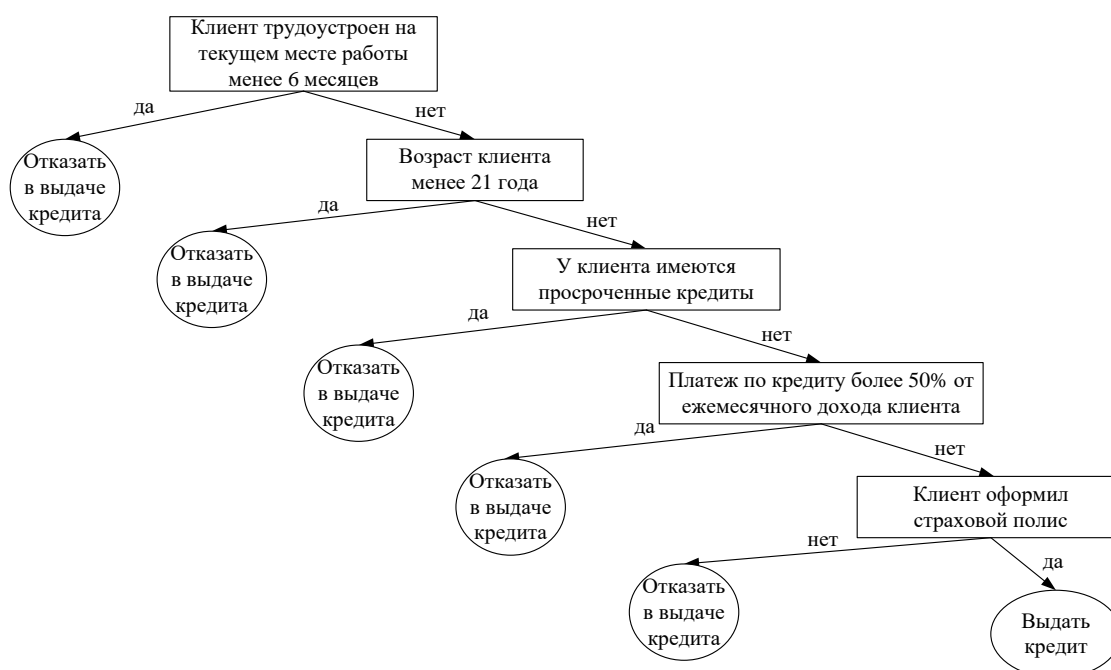 Клиент трудоустроен на
текущем месте работы
менее 6 месяцев
да
нет
Отказать
в выдаче
кредита
Возраст клиента
менее 21 года
да
нет
Отказать
в выдаче
кредита
У клиента имеются
просроченные кредиты
да
нет
Отказать
в выдаче
кредита
Платеж по кредиту более 50% от
ежемесячного дохода клиента
да
нет
Отказать
в выдаче
кредита
Клиент оформил
страховой полис
нет
да
Отказать
в выдаче
кредита
Выдать
кредит